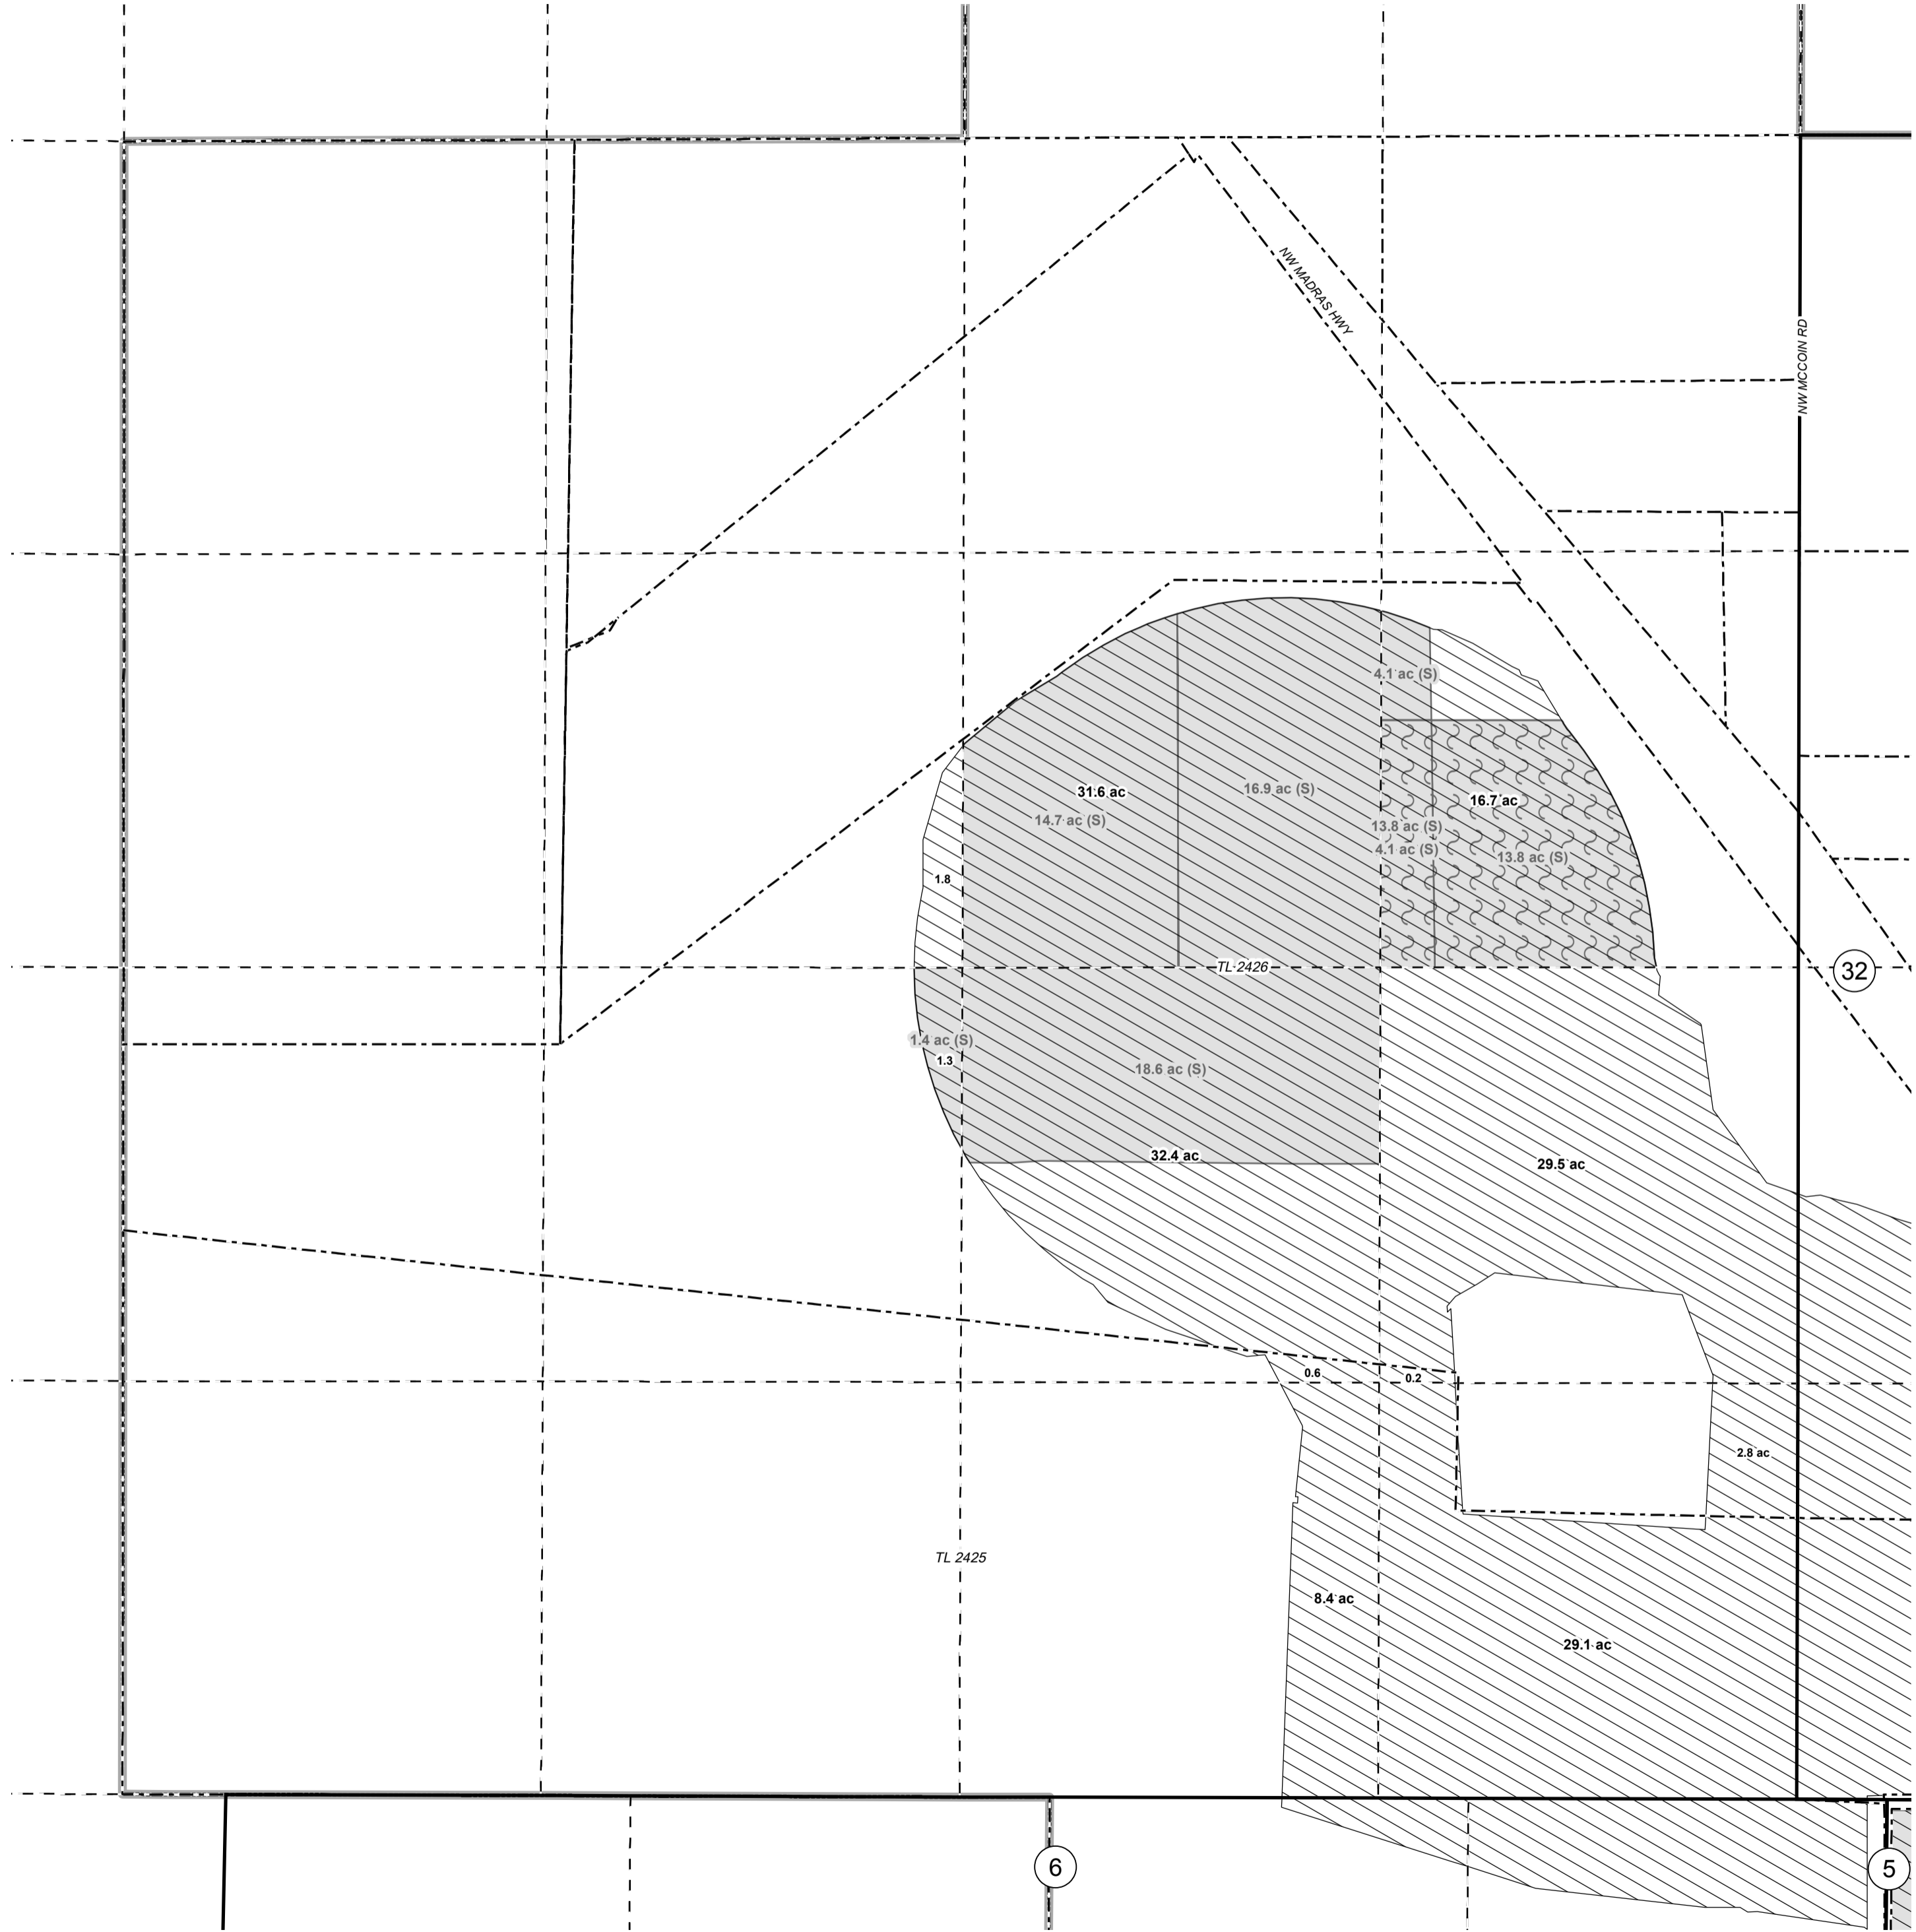 NW MADRAS HWY
NW MCCOIN RD
4.1 ac (S)
31.6 ac
16.9 ac (S)
16.7 ac
14.7 ac (S)
13.8 ac (S)
4.1 ac (S)
13.8 ac (S)
1.8
TL 2426
32
1.4 ac (S)
1.3
18.6 ac (S)
32.4 ac
29.5 ac
0.6
0.2
2.8 ac
TL 2425
8.4 ac
29.1 ac
6
5